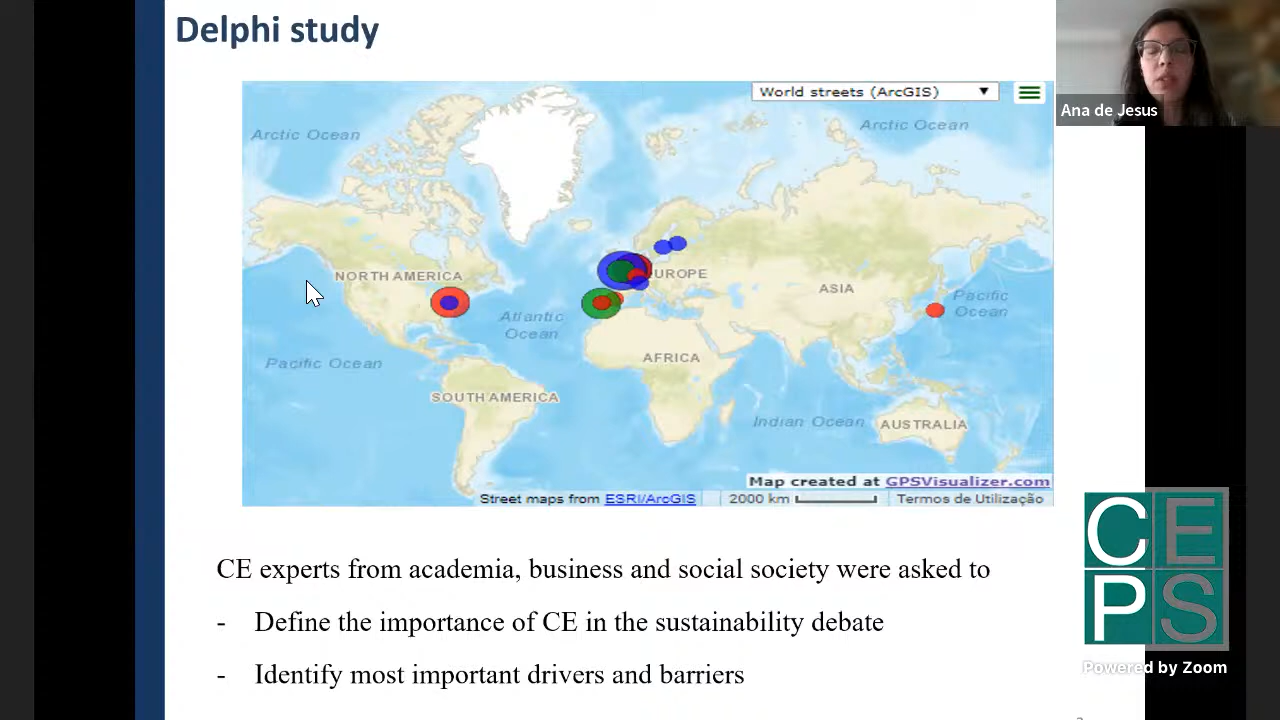 Delphi study
World streets (ArcGIS)
Ana de Jesus
Arctic Ocean
Arctic Ocean
NORTH AMERICA
EUROPE
ASIA
Pacific
Ocean
Atlantic
Ocean
AFRICA
Pacific Ocean
SOUTH AMERICA
Indian Ocean
AUSTRALIA
Map created at GPSVisualizer.com
Street maps from ESRI/ArcGIS
2000 km
Termos de Utilização
CE experts from academia, business and social society were asked to
- Define the importance of CE in the sustainability debate
- Identify most important drivers and barriers
CE
PS
Powered by Zoom